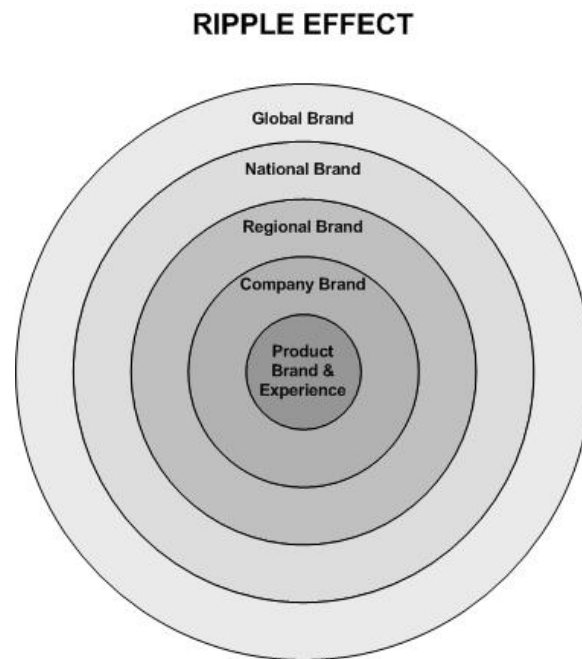 RIPPLE EFFECT
Global Brand
National Brand
Regional Brand
Company Brand
Product
Brand &
Experience